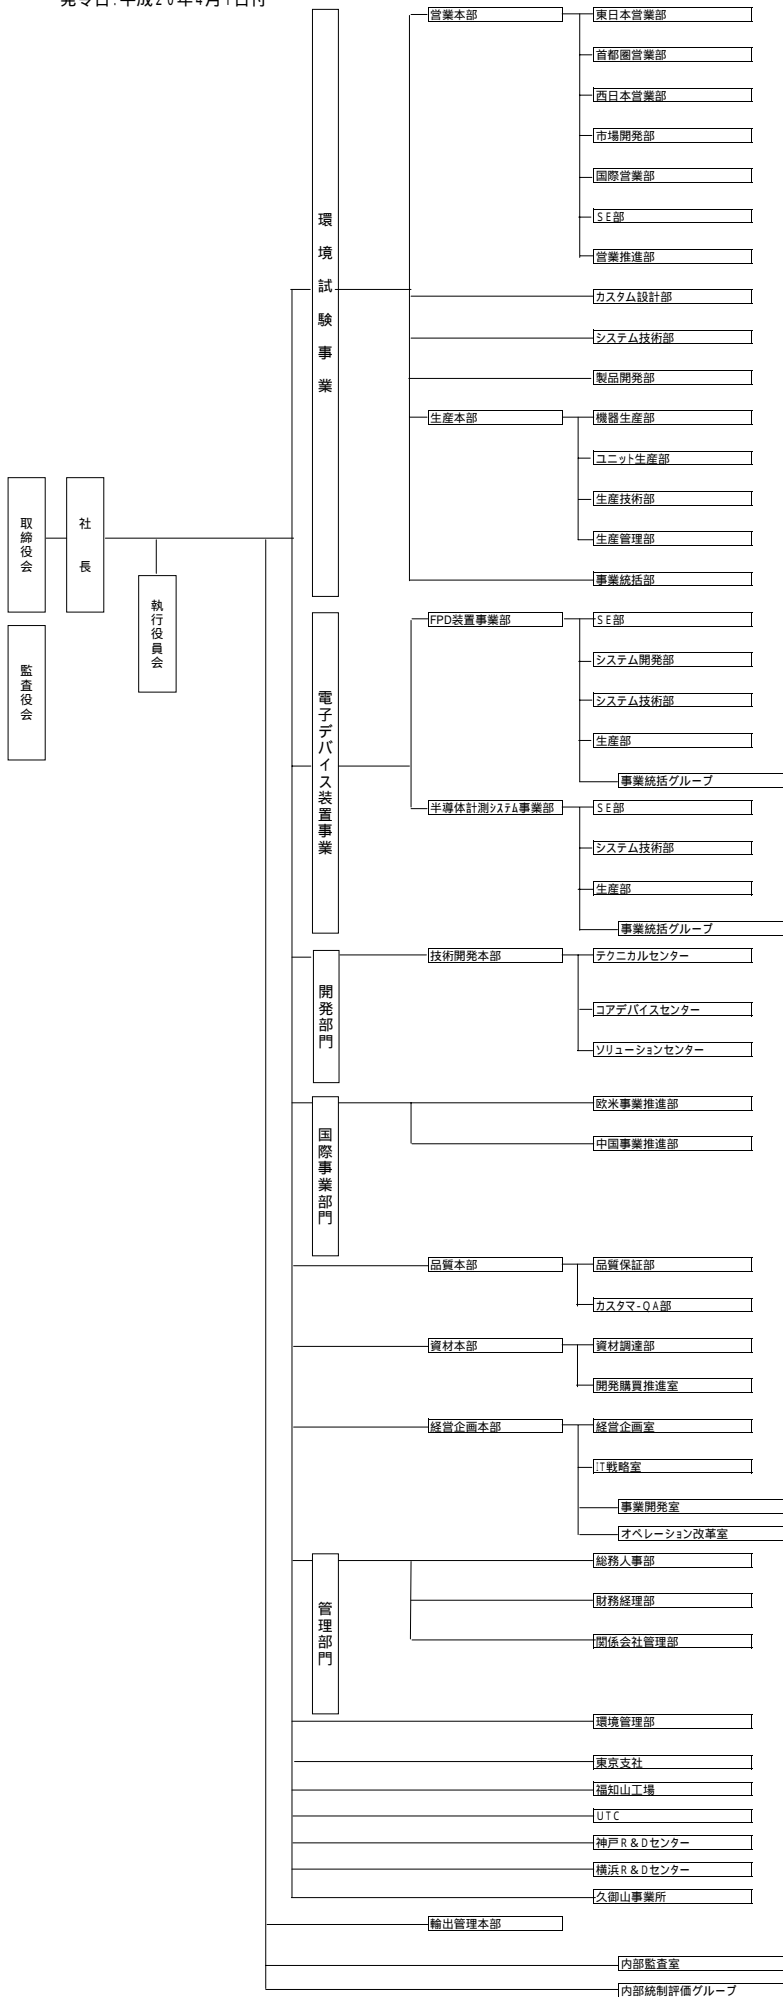 発令日:平成20年4月1日付
取締役会
社長
執行役員会
監査役会
環境試験事業
営業本部
東日本営業部
首都圏営業部
西日本営業部
市場開発部
国際営業部
SE部
営業推進部
カスタム設計部
システム技術部
製品開発部
生産本部
機器生産部
ユニット生産部
生産技術部
生産管理部
事業統括部
電子デバイス装置事業
FPD装置事業部
SE部
システム開発部
システム技術部
生産部
事業統括グループ
半導体計測システム事業部
SE部
システム技術部
生産部
事業統括グループ
開発部門
技術開発本部
テクニカルセンター
コアデバイスセンター
ソリューションセンター
国際事業部門
欧米事業推進部
中国事業推進部
品質本部
品質保証部
カスタマ-QA部
資材本部
資材調達部
開発購買推進室
経営企画本部
経営企画室
IT戦略室
事業開発室
オペレーション改革室
管理部門
総務人事部
財務経理部
関係会社管理部
環境管理部
東京支社
福知山工場
UTC
神戸R&Dセンター
横浜R&Dセンター
久御山事業所
輸出管理本部
内部監査室
内部統制評価グループ